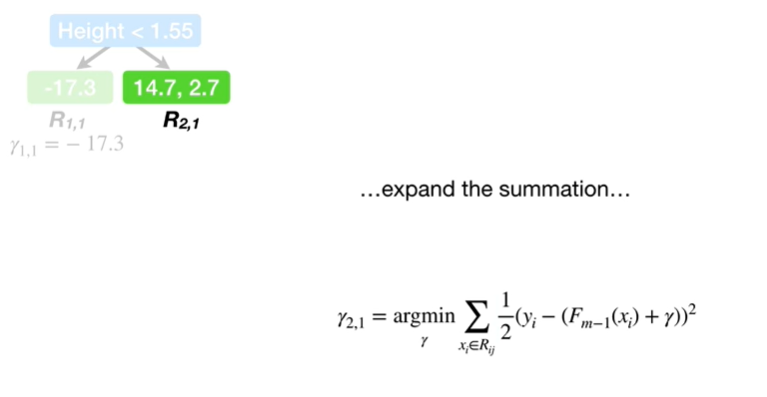 Height < 1.55
-17.3
14.7, 2.7
R1,1
R2,1
γ1,1 = – 17.3
…expand the summation…
γ2,1 = argmin γ ∑ xi∈Rij 1/2 (yi − (Fm−1(xi) + γ))²